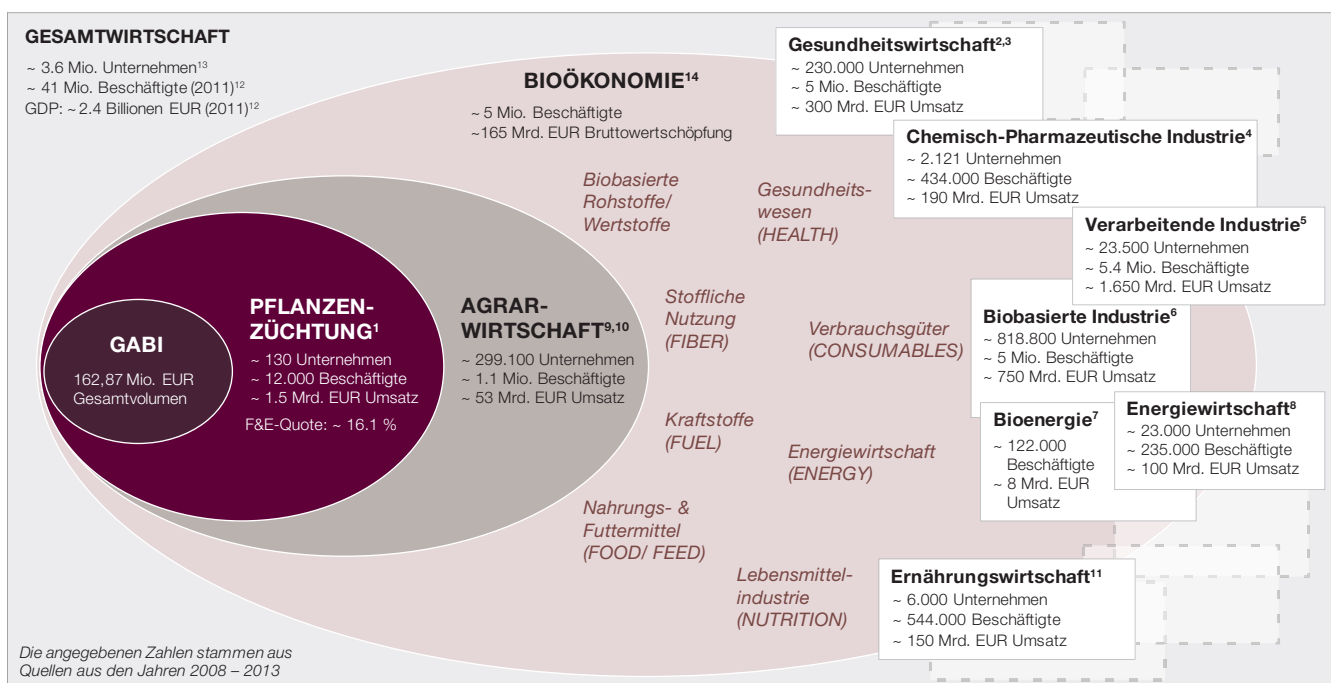 GESAMTWIRTSCHAFT
~ 3.6 Mio. Unternehmen¹³
~ 41 Mio. Beschäftigte (2011)¹²
GDP: ~ 2.4 Billionen EUR (2011)¹²
BIOÖKONOMIE¹⁴
~ 5 Mio. Beschäftigte
~165 Mrd. EUR Bruttowertschöpfung
Gesundheitswirtschaft²,³
~ 230.000 Unternehmen
~ 5 Mio. Beschäftigte
~ 300 Mrd. EUR Umsatz
Chemisch-Pharmazeutische Industrie⁴
~ 2.121 Unternehmen
~ 434.000 Beschäftigte
~ 190 Mrd. EUR Umsatz
Verarbeitende Industrie⁵
~ 23.500 Unternehmen
~ 5.4 Mio. Beschäftigte
~ 1.650 Mrd. EUR Umsatz
Biobasierte Industrie⁶
~ 818.800 Unternehmen
~ 5 Mio. Beschäftigte
~ 750 Mrd. EUR Umsatz
Bioenergie⁷
~ 122.000
Beschäftigte
~ 8 Mrd. EUR
Umsatz
Energiewirtschaft⁸
~ 23.000 Unternehmen
~ 235.000 Beschäftigte
~ 100 Mrd. EUR Umsatz
Ernährungswirtschaft¹¹
~ 6.000 Unternehmen
~ 544.000 Beschäftigte
~ 150 Mrd. EUR Umsatz
Biobasierte
Rohstoffe/
Wertstoffe
Gesundheits-
wesen
(HEALTH)
Stoffliche
Nutzung
(FIBER)
Verbrauchsgüter
(CONSUMABLES)
Kraftstoffe
(FUEL)
Energiewirtschaft
(ENERGY)
Nahrungs- &
Futtermittel
(FOOD/ FEED)
Lebensmittel-
industrie
(NUTRITION)
GABI
162,87 Mio. EUR
Gesamtvolumen
PFLANZEN-
ZÜCHTUNG¹
~ 130 Unternehmen
~ 12.000 Beschäftigte
~ 1.5 Mrd. EUR Umsatz
F&E-Quote: ~ 16.1 %
AGRAR-
WIRTSCHAFT⁹,¹⁰
~ 299.100 Unternehmen
~ 1.1 Mio. Beschäftigte
~ 53 Mrd. EUR Umsatz
Die angegebenen Zahlen stammen aus
Quellen aus den Jahren 2008 – 2013